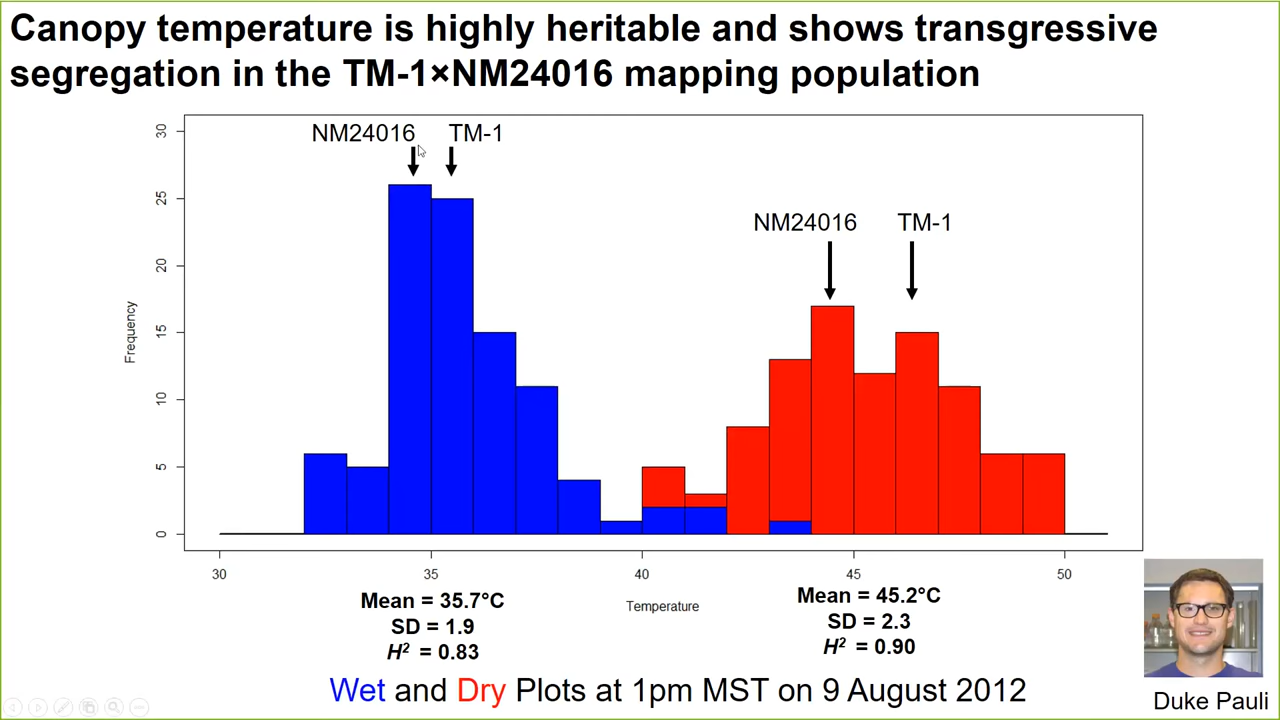 Canopy temperature is highly heritable and shows transgressive
segregation in the TM-1×NM24016 mapping population
NM24016 TM-1
NM24016 TM-1
Frequency
30
25
20
15
10
5
0
30 35 40 45 50
Temperature
Mean = 35.7°C
SD = 1.9
H² = 0.83
Mean = 45.2°C
SD = 2.3
H² = 0.90
Wet and Dry Plots at 1pm MST on 9 August 2012
Duke Pauli